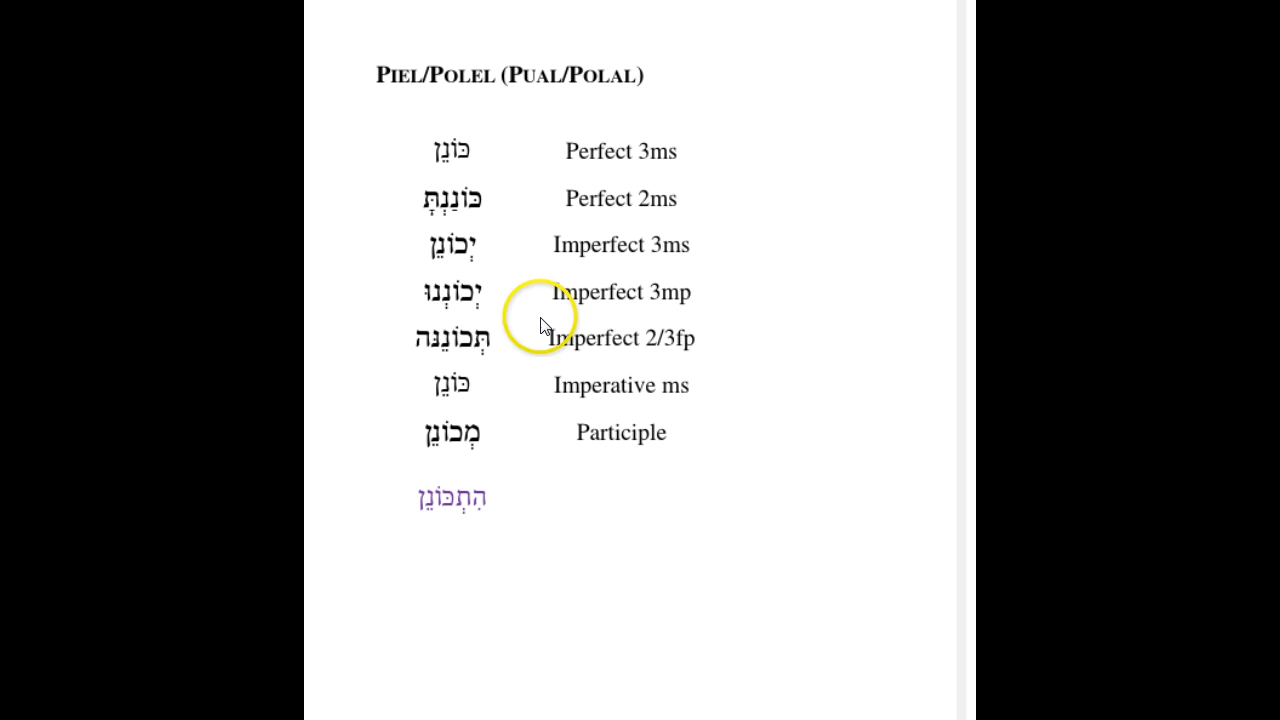 PIEL/POLEL (PUAL/POLAL)
כּוֹנֵן Perfect 3ms
כּוֹנַנְתָּ Perfect 2ms
יְכוֹנֵן Imperfect 3ms
יְכוֹנְנוּ Imperfect 3mp
תְּכוֹנֵנָּה Imperfect 2/3fp
כּוֹנֵן Imperative ms
מְכוֹנֵן Participle
הִתְכּוֹנֵן